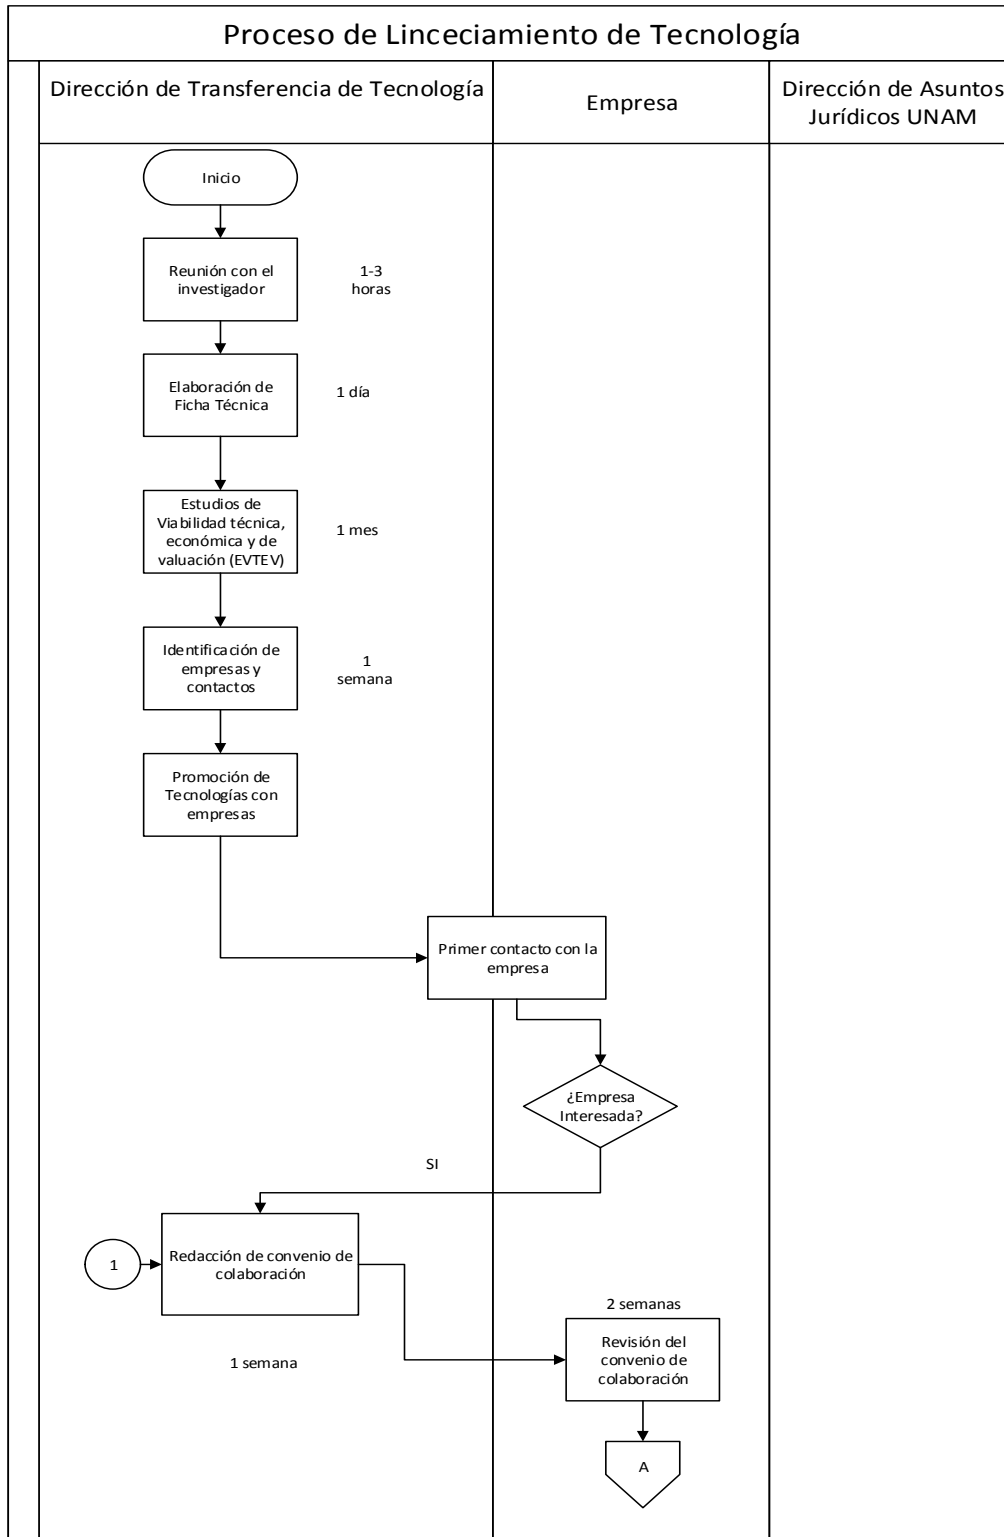 Proceso de Linceciamiento de Tecnología
Dirección de Transferencia de Tecnología
Empresa
Dirección de Asuntos
Jurídicos UNAM
Inicio
Reunión con el
investigador
1-3
horas
Elaboración de
Ficha Técnica
1 día
Estudios de
Viabilidad técnica,
económica y de
valuación (EVTEV)
1 mes
Identificación de
empresas y
contactos
1
semana
Promoción de
Tecnologías con
empresas
Primer contacto con la
empresa
¿Empresa
Interesada?
SI
1
Redacción de convenio de
colaboración
1 semana
2 semanas
Revisión del
convenio de
colaboración
A